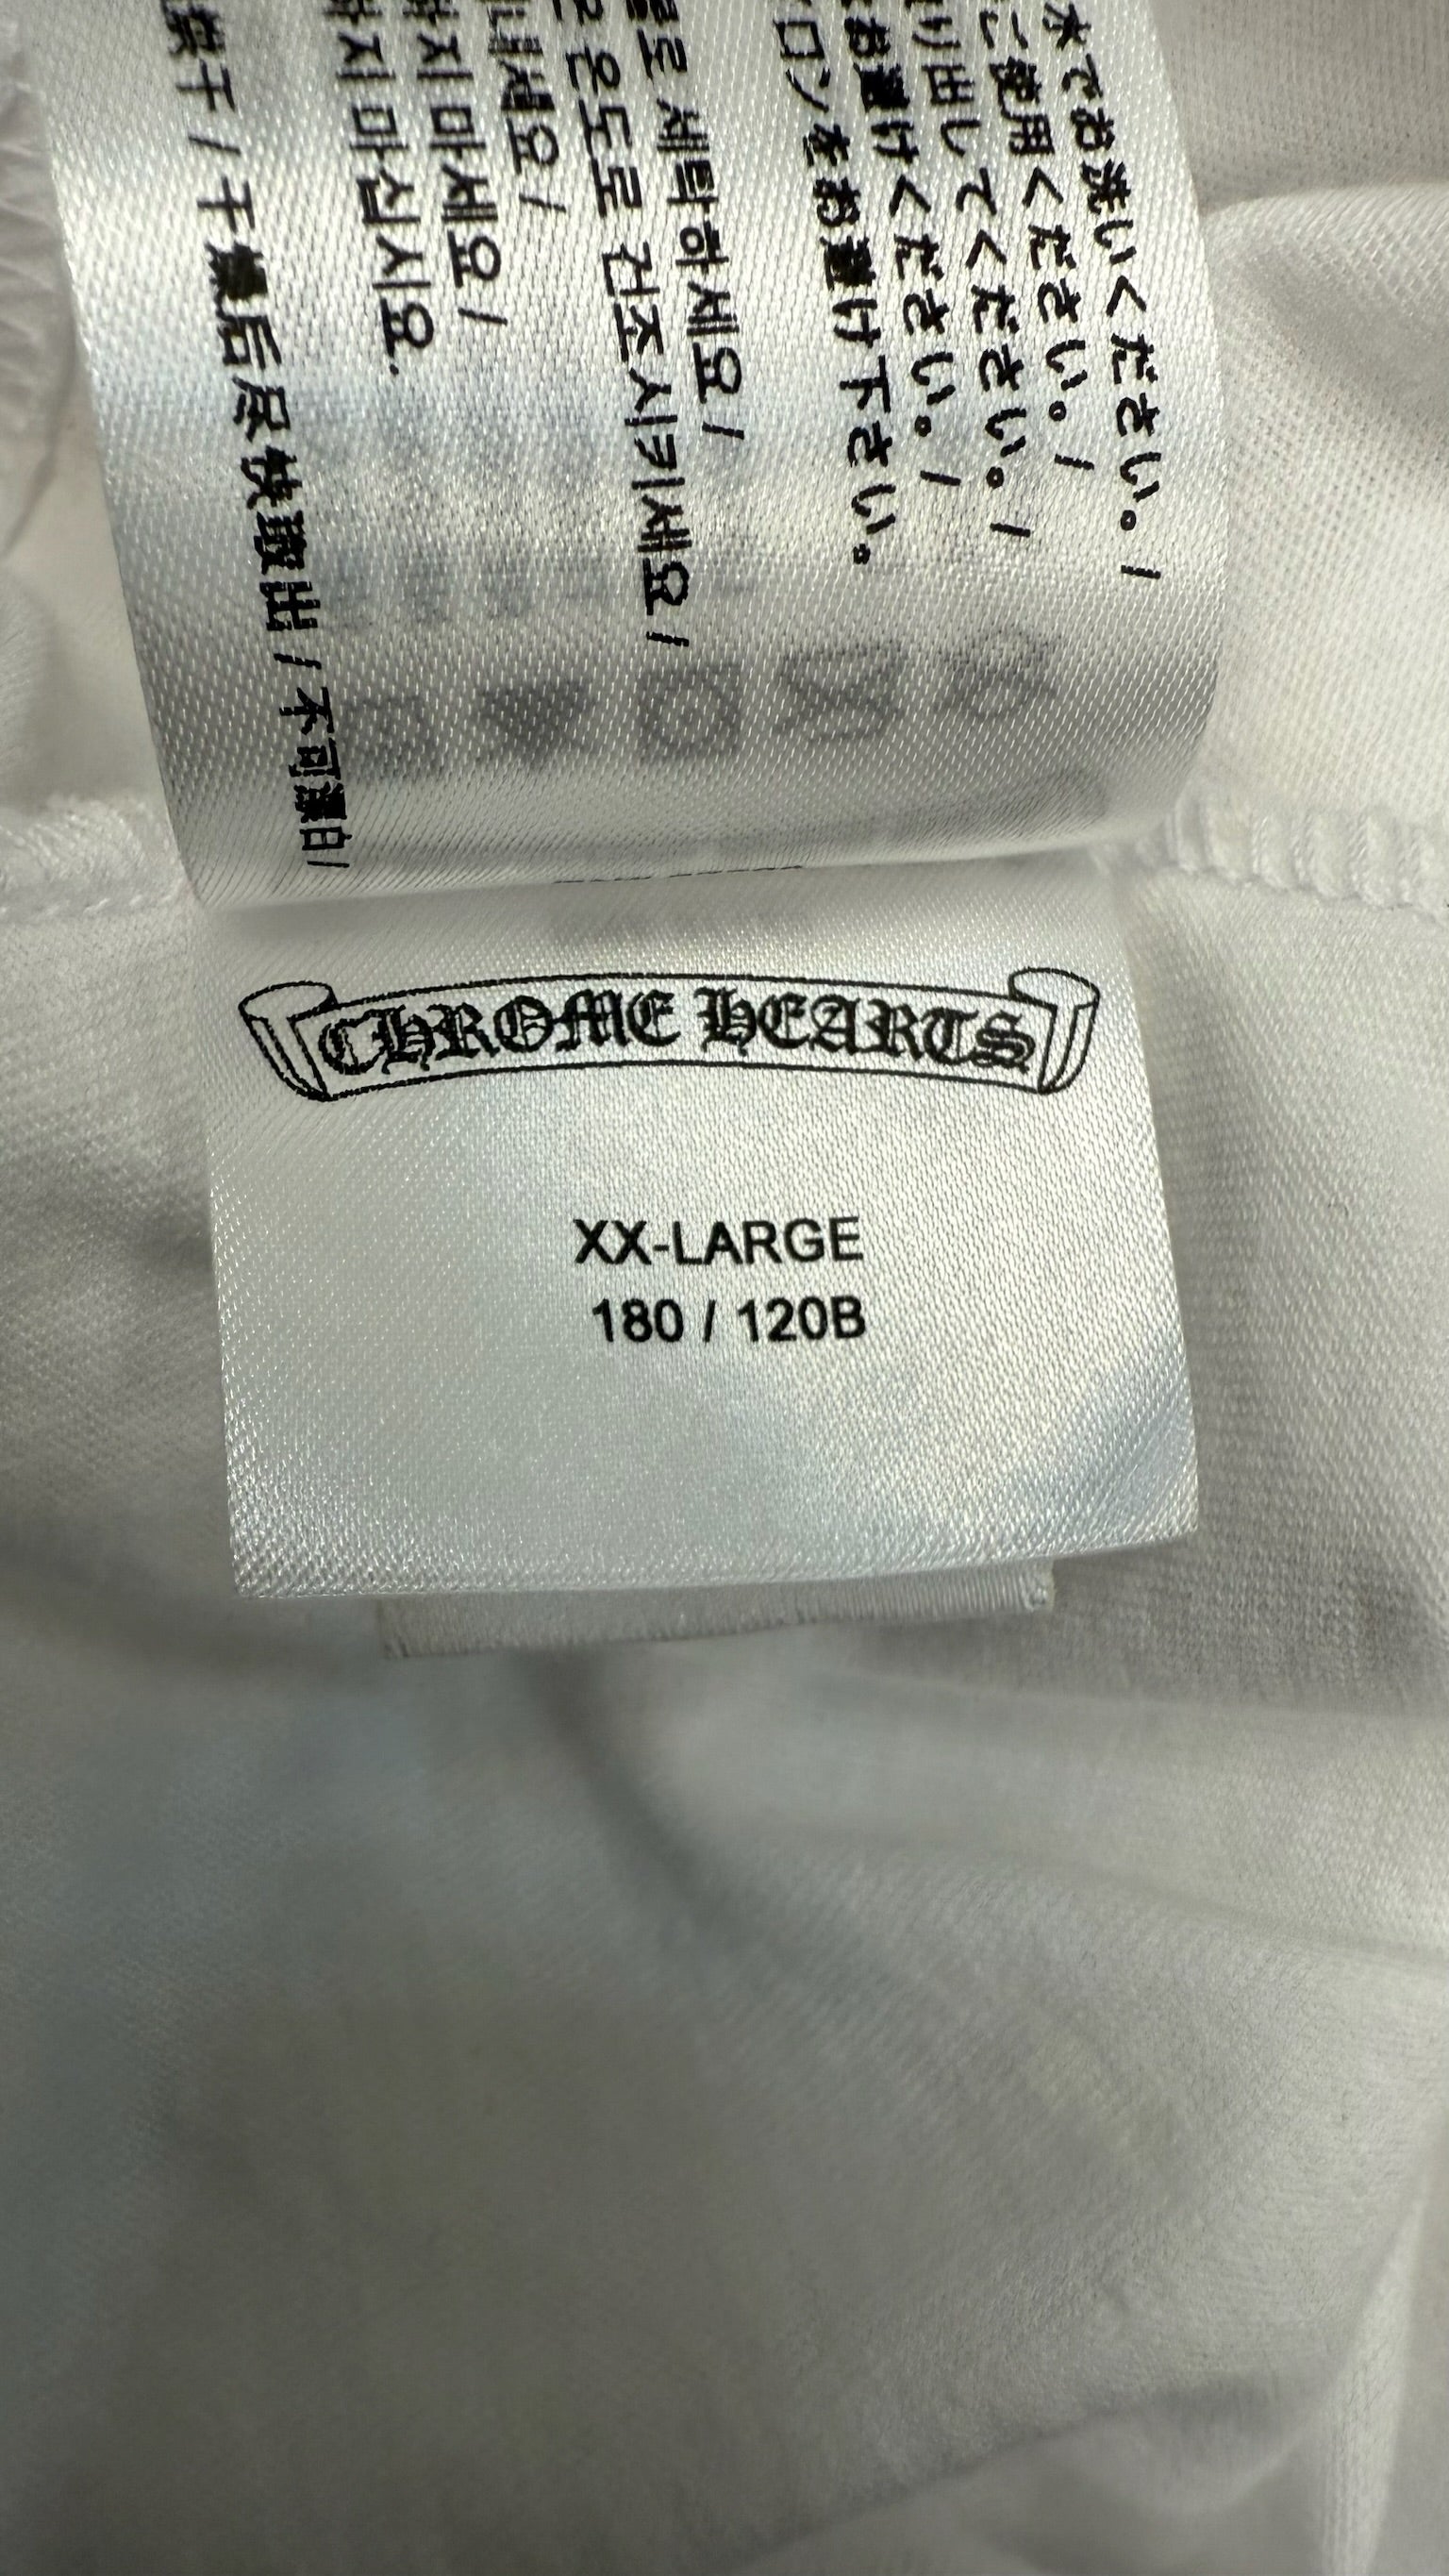 水でお洗いください。/
ご使用ください。/
り出してください。/
お避けください。/
ロンをお避け下さい。
로 세탁하세요 /
은 온도로 건조시키세요 /
내세요 /
하지 마세요 /
하지 마십시요.
干 / 干燥后尽快取出 / 不可漂白/
CHROME HEARTS
XX-LARGE
180 / 120B